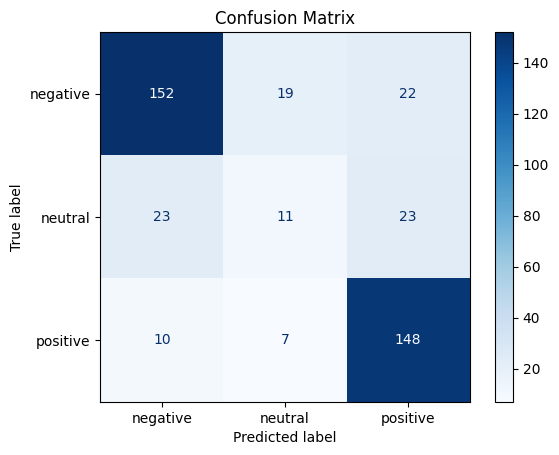 Confusion Matrix
True label
negative
152 19 22
neutral
23 11 23
positive
10 7 148
negative neutral positive
Predicted label
140
120
100
80
60
40
20